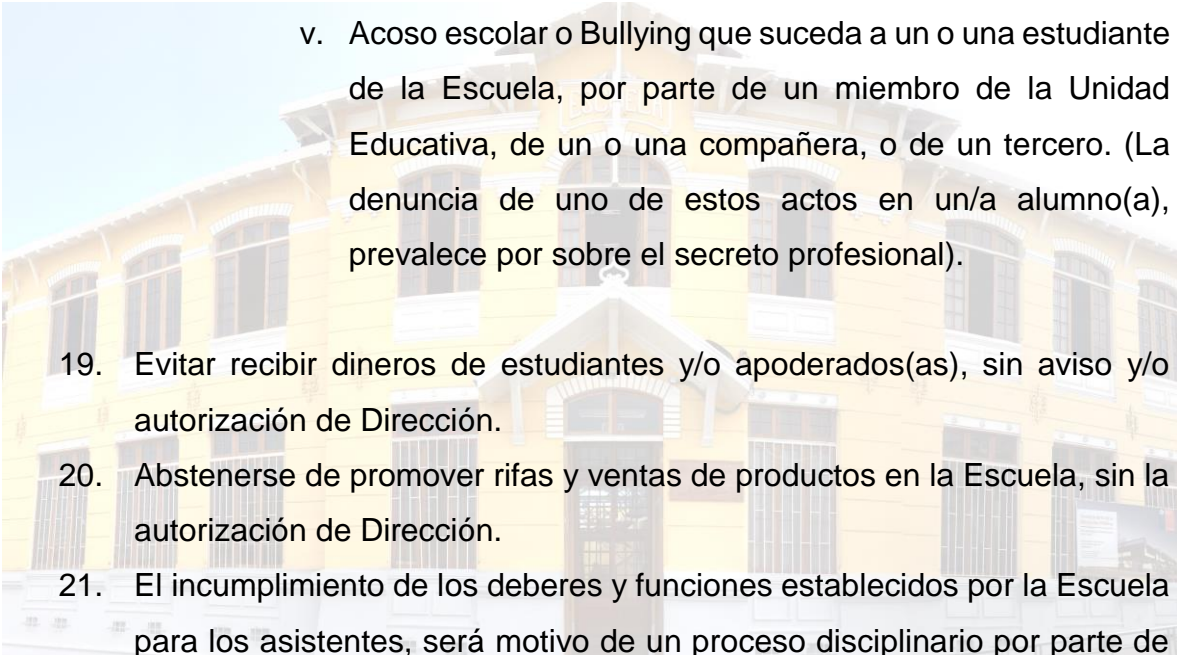 v. Acoso escolar o Bullying que suceda a un o una estudiante
de la Escuela, por parte de un miembro de la Unidad
Educativa, de un o una compañera, o de un tercero. (La
denuncia de uno de estos actos en un/a alumno(a),
prevalece por sobre el secreto profesional).
19. Evitar recibir dineros de estudiantes y/o apoderados(as), sin aviso y/o
autorización de Dirección.
20. Abstenerse de promover rifas y ventas de productos en la Escuela, sin la
autorización de Dirección.
21. El incumplimiento de los deberes y funciones establecidos por la Escuela
para los asistentes, será motivo de un proceso disciplinario por parte de